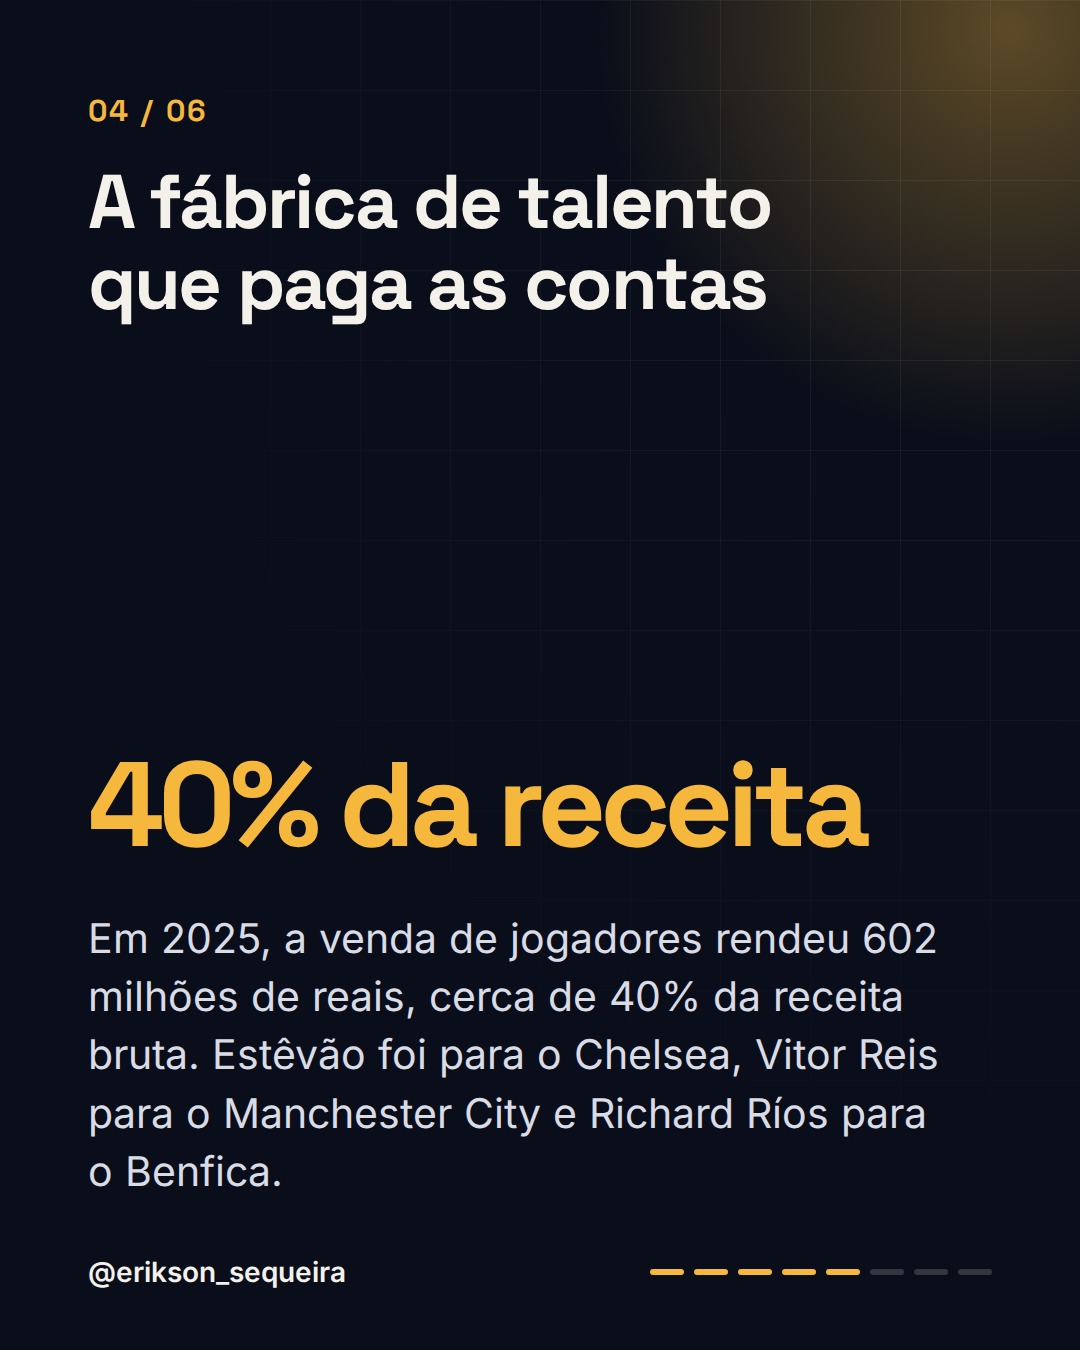 04 / 06
A fábrica de talento
que paga as contas
40% da receita
Em 2025, a venda de jogadores rendeu 602
milhões de reais, cerca de 40% da receita
bruta. Estêvão foi para o Chelsea, Vitor Reis
para o Manchester City e Richard Ríos para
o Benfica.
@erikson_sequeira